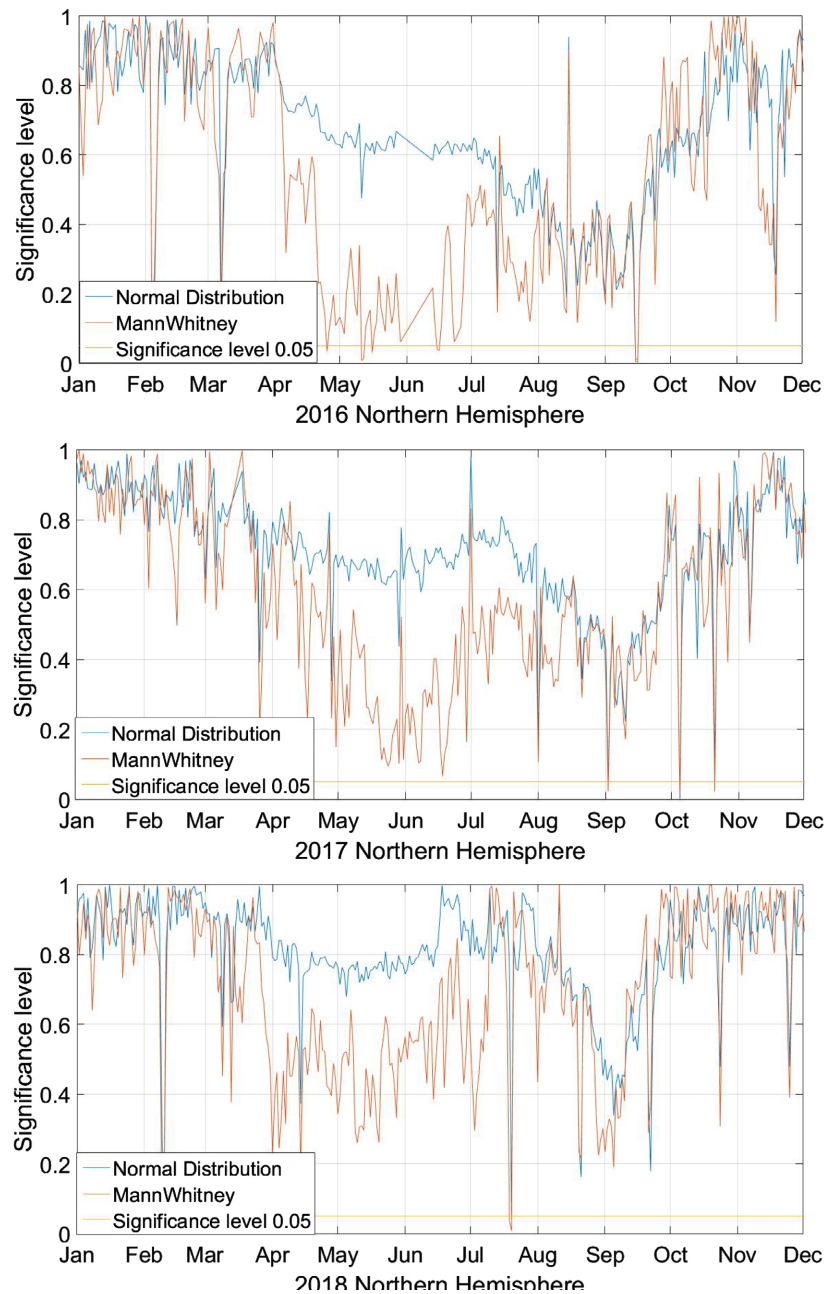 1
0.8
0.6
0.4
0.2
0
Significance level
Normal Distribution
MannWhitney
Significance level 0.05
Jan Feb Mar Apr May Jun Jul Aug Sep Oct Nov Dec
2016 Northern Hemisphere
1
0.8
0.6
0.4
0.2
0
Significance level
Normal Distribution
MannWhitney
Significance level 0.05
Jan Feb Mar Apr May Jun Jul Aug Sep Oct Nov Dec
2017 Northern Hemisphere
1
0.8
0.6
0.4
0.2
0
Significance level
Normal Distribution
MannWhitney
Significance level 0.05
Jan Feb Mar Apr May Jun Jul Aug Sep Oct Nov Dec
2018 Northern Hemisphere